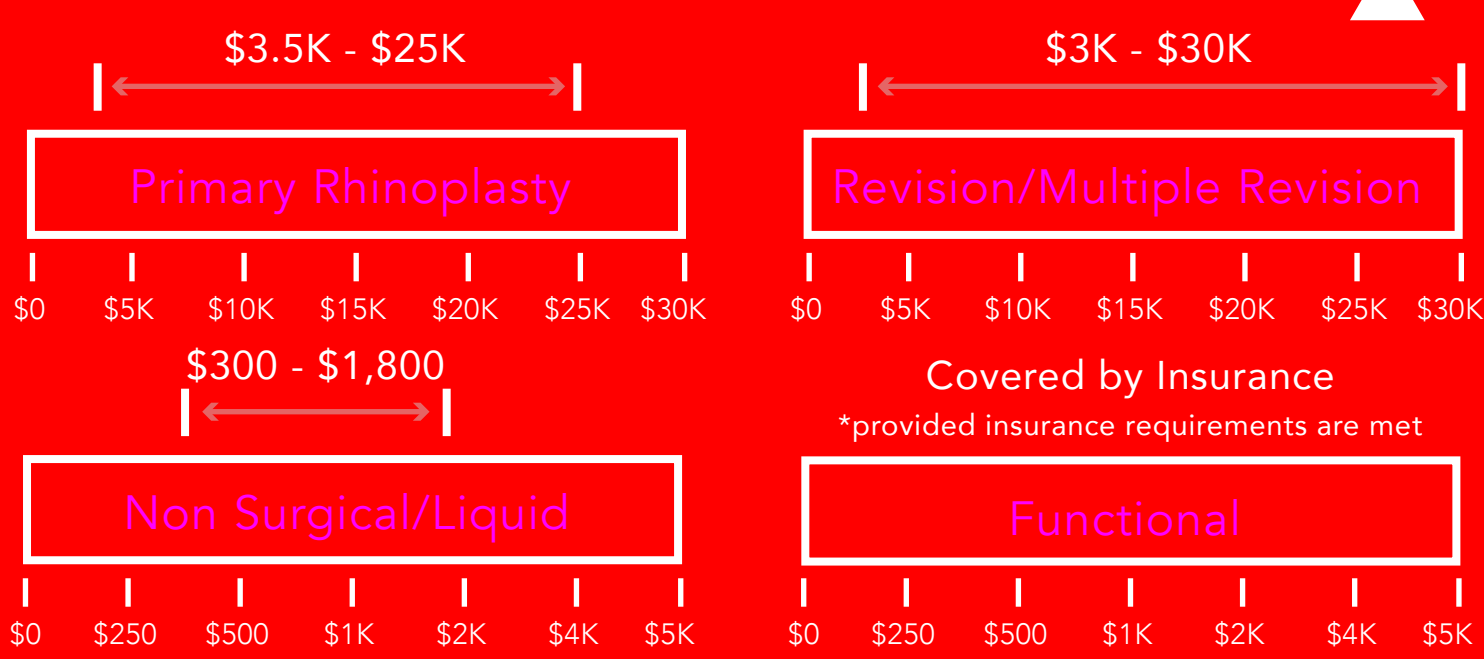 $3.5K - $25K
Primary Rhinoplasty
$0 $5K $10K $15K $20K $25K $30K
$3K - $30K
Revision/Multiple Revision
$0 $5K $10K $15K $20K $25K $30K
$300 - $1,800
Non Surgical/Liquid
$0 $250 $500 $1K $2K $4K $5K
Covered by Insurance
*provided insurance requirements are met
Functional
$0 $250 $500 $1K $2K $4K $5K